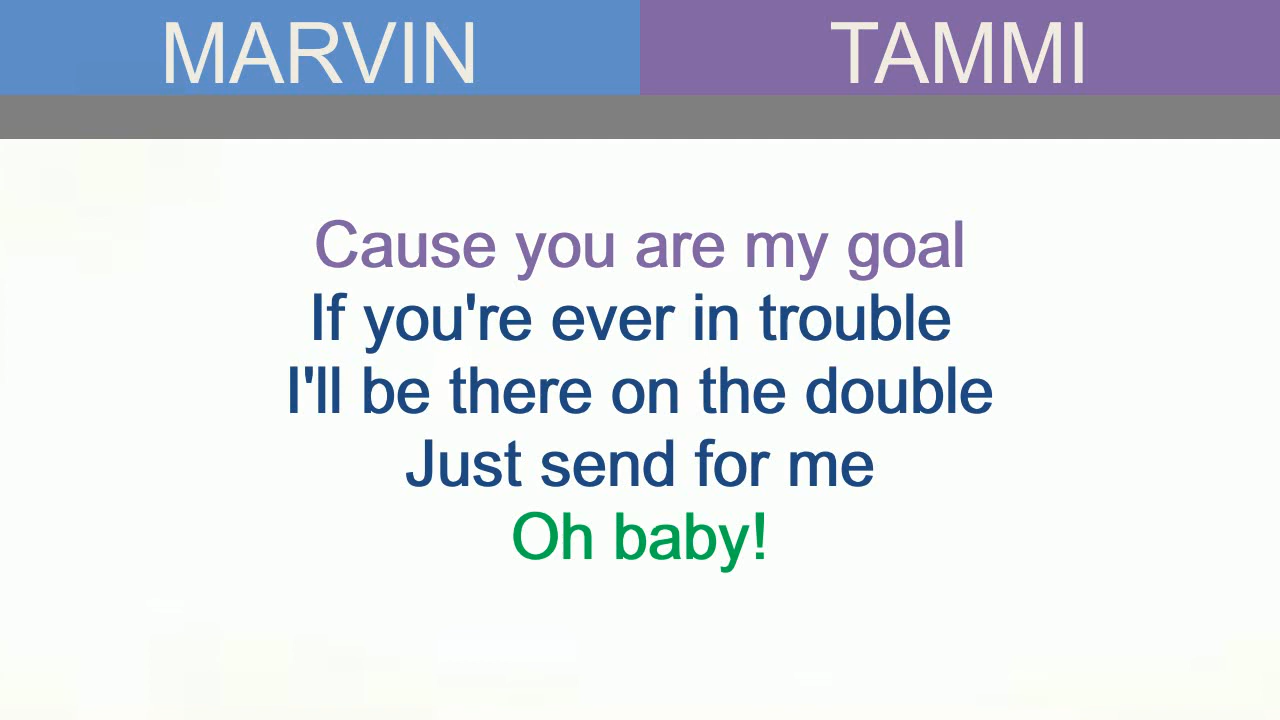 MARVIN TAMMI
Cause you are my goal
If you're ever in trouble
I'll be there on the double
Just send for me
Oh baby!